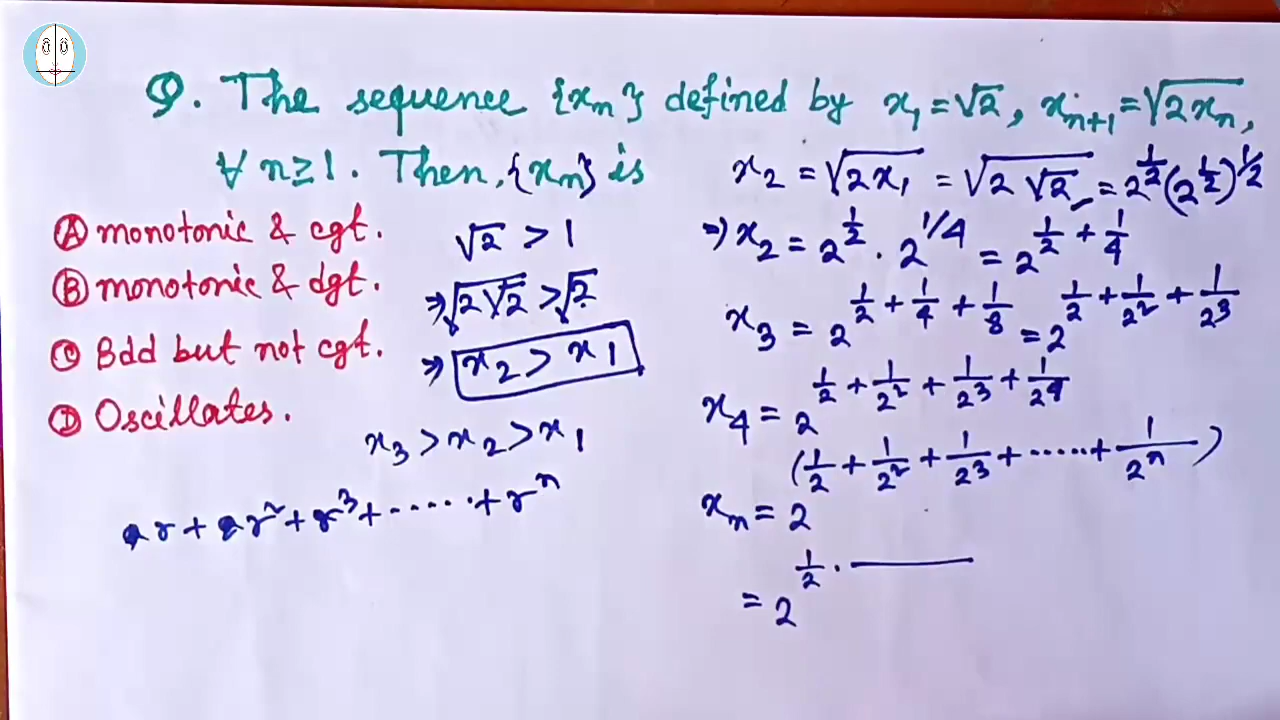 Q. The sequence {xₙ} defined by x₁ = √2, xₙ₊₁ = √(2xₙ),
∀ n ≥ 1. Then, {xₙ} is
Ⓐ monotonic & cgt.
Ⓑ monotonic & dgt.
Ⓒ Bdd but not cgt.
Ⓓ Oscillates.
√2 > 1
⇒ √(2√2) > √2
⇒ x₂ > x₁
x₃ > x₂ > x₁
r + r² + r³ + ...... + rⁿ
x₂ = √(2x₁) = √(2√2) = 2^(1/2) (2^(1/2))^(1/2)
⇒ x₂ = 2^(1/2) · 2^(1/4) = 2^(1/2 + 1/4)
x₃ = 2^(1/2 + 1/4 + 1/8) = 2^(1/2 + 1/2² + 1/2³)
x₄ = 2^(1/2 + 1/2² + 1/2³ + 1/2⁴)
xₙ = 2^(1/2 + 1/2² + 1/2³ + ...... + 1/2ⁿ)
= 2^(1/2 · —)